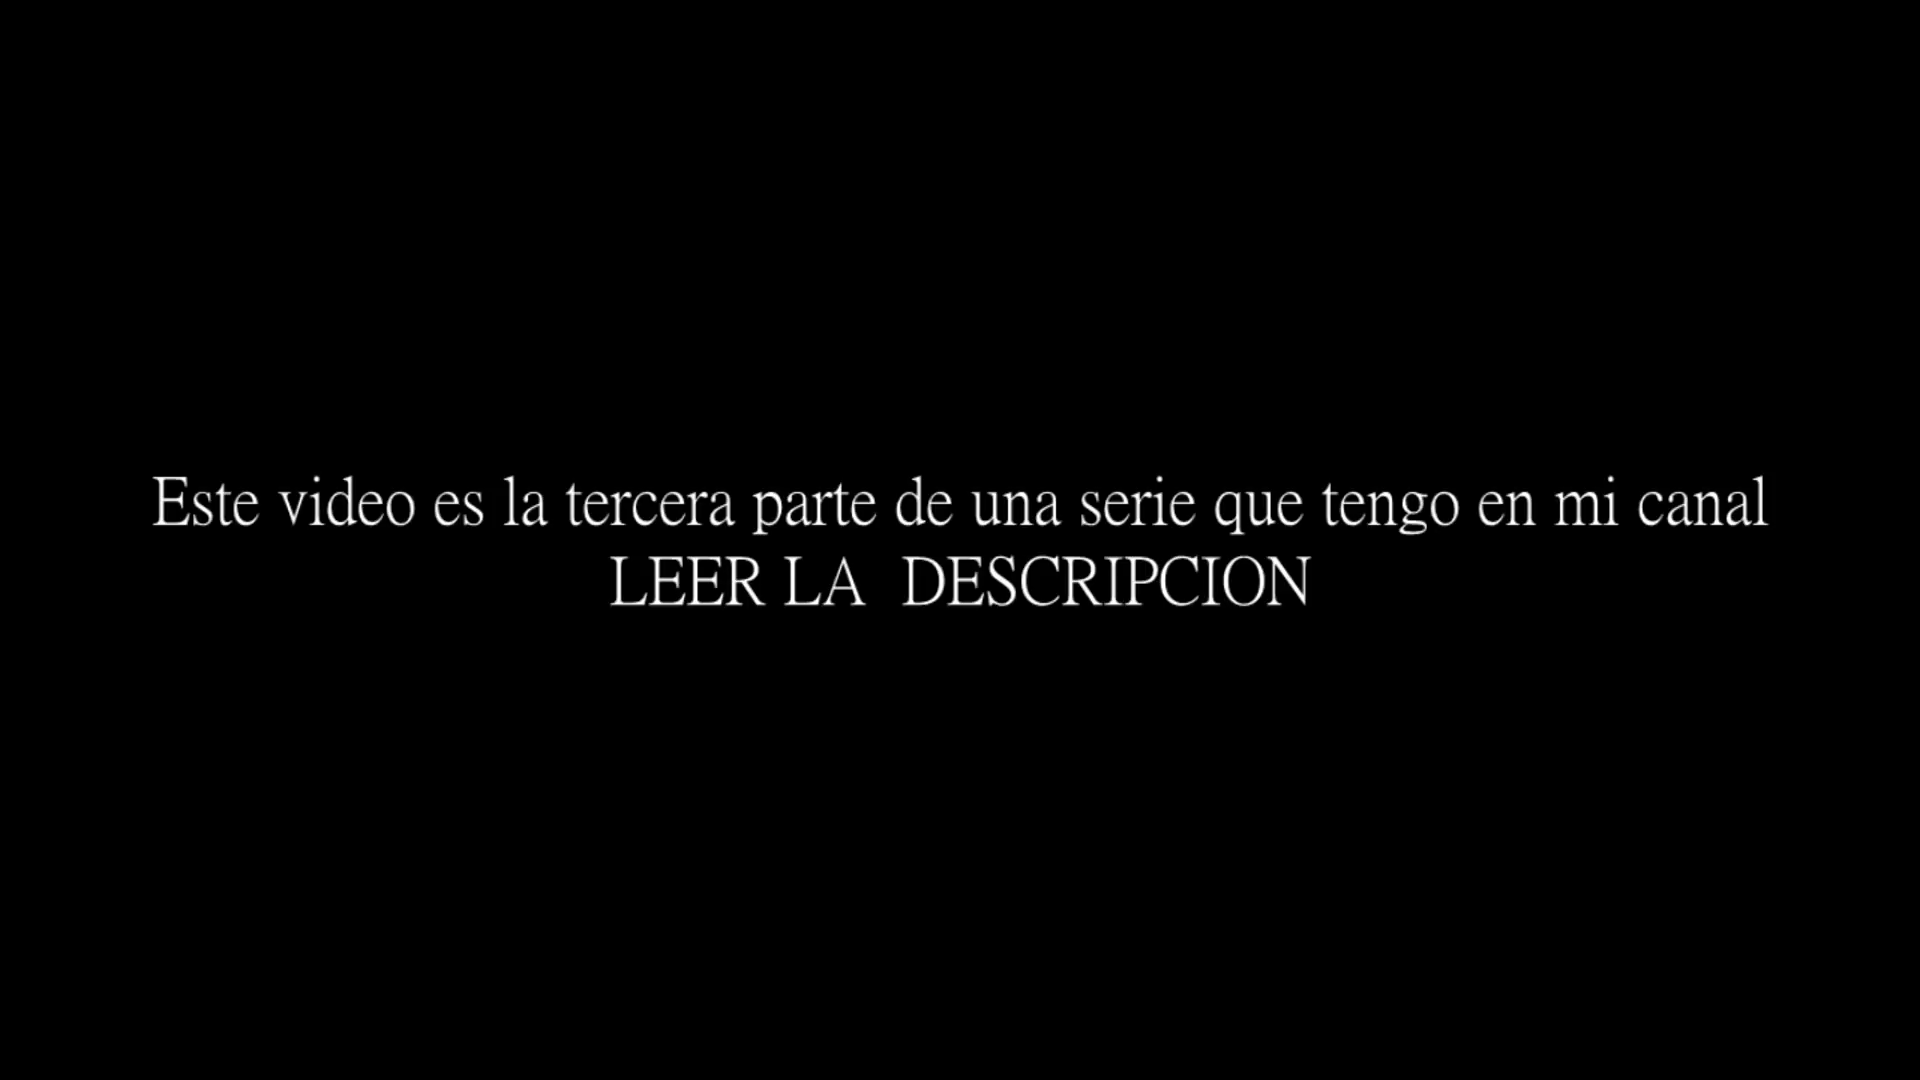 Este video es la tercera parte de una serie que tengo en mi canal
LEER LA  DESCRIPCION